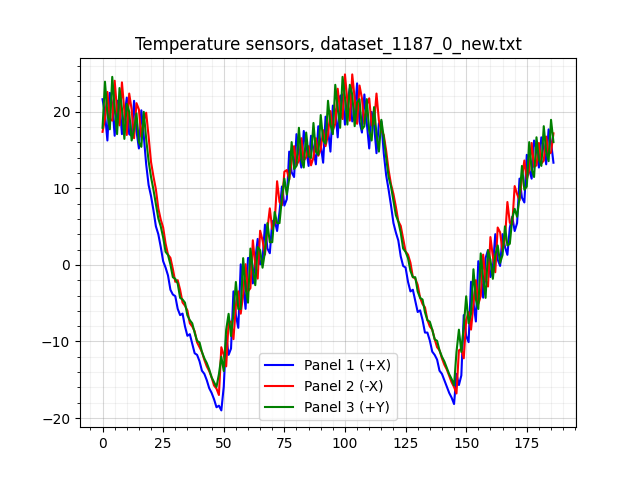 Temperature sensors, dataset_1187_0_new.txt
20
10
0
−10
−20
Panel 1 (+X)
Panel 2 (-X)
Panel 3 (+Y)
0 25 50 75 100 125 150 175